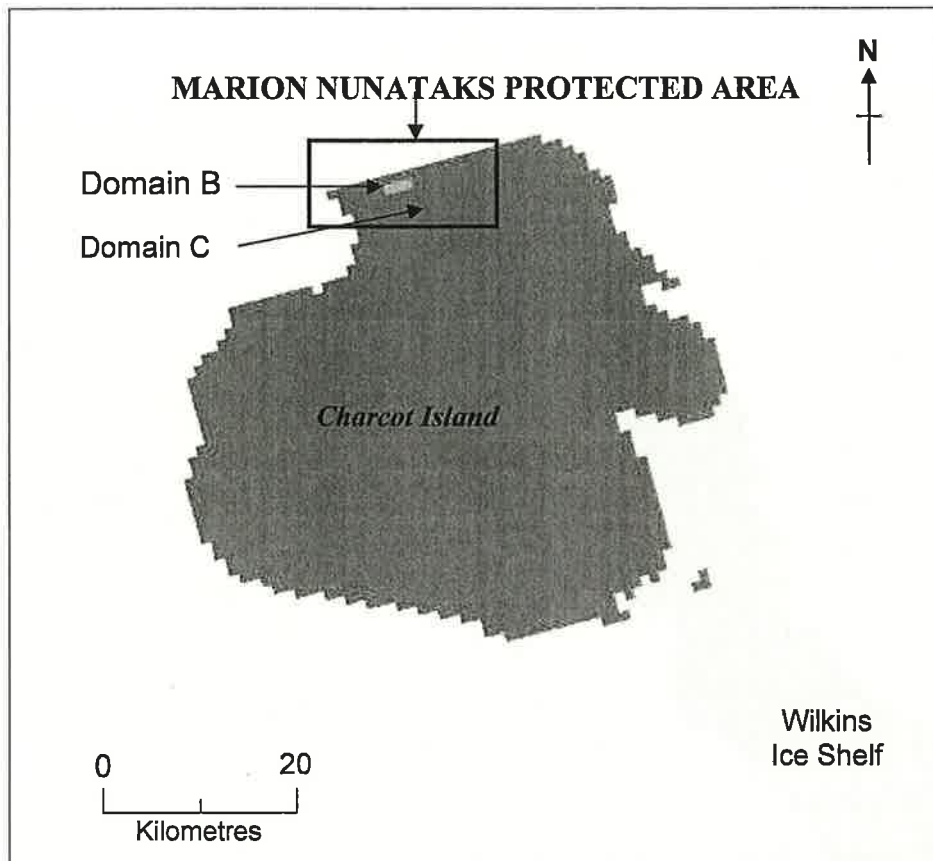 N
MARION NUNATAKS PROTECTED AREA
Domain B
Domain C
Charcot Island
Wilkins
Ice Shelf
0 20
Kilometres